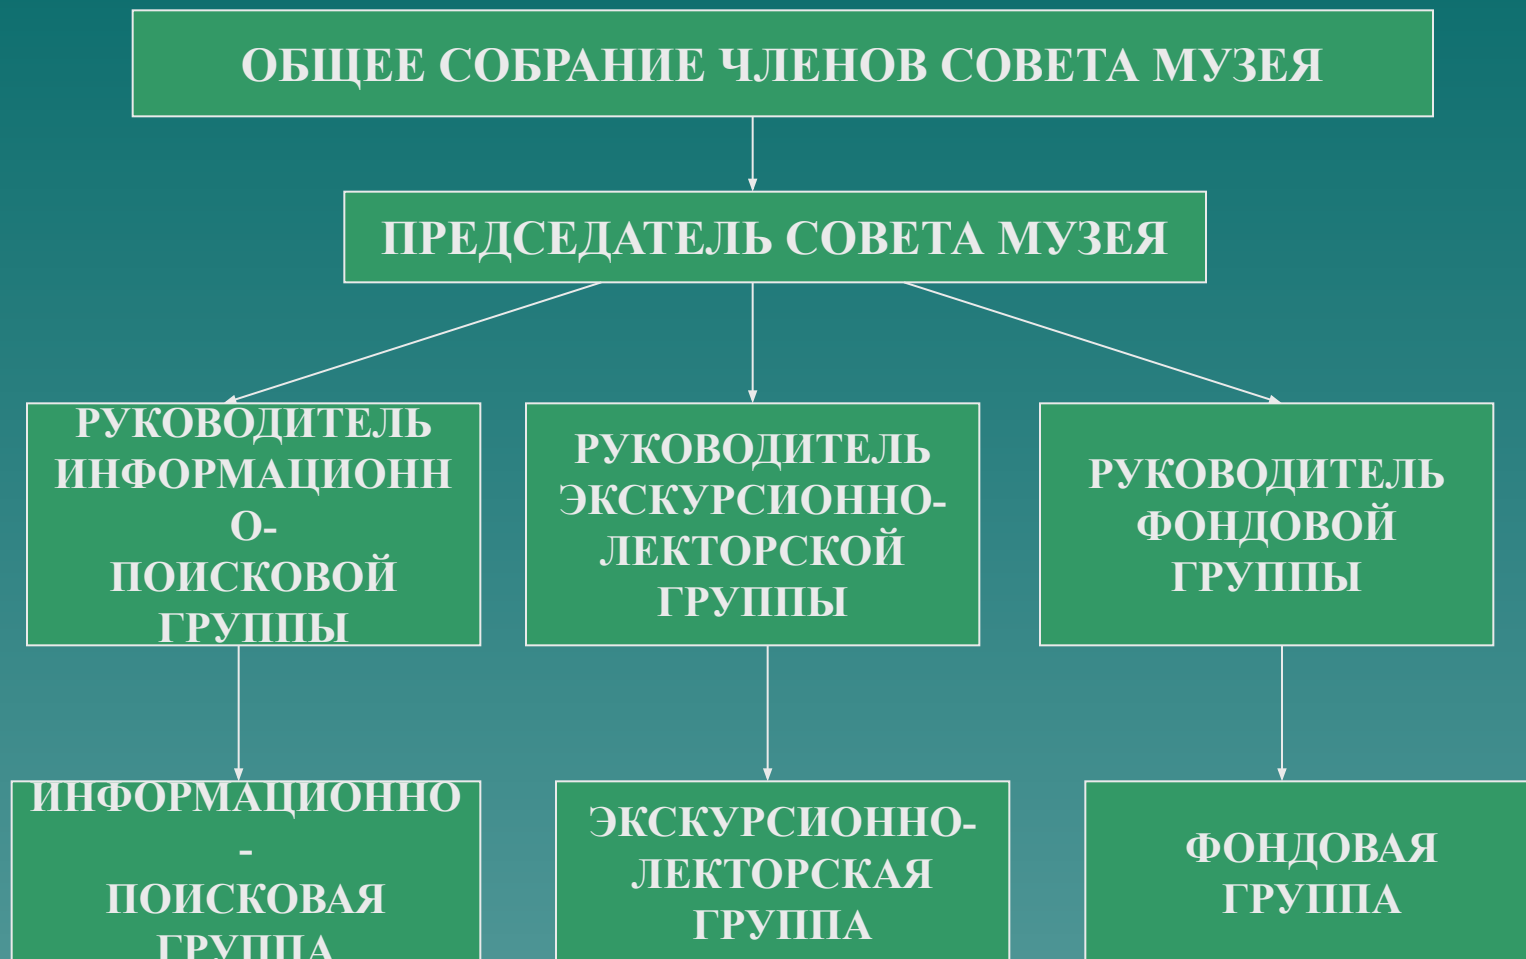 ОБЩЕЕ СОБРАНИЕ ЧЛЕНОВ СОВЕТА МУЗЕЯ
ПРЕДСЕДАТЕЛЬ СОВЕТА МУЗЕЯ
РУКОВОДИТЕЛЬ
ИНФОРМАЦИОНН
О-
ПОИСКОВОЙ
ГРУППЫ
РУКОВОДИТЕЛЬ
ЭКСКУРСИОННО-
ЛЕКТОРСКОЙ
ГРУППЫ
РУКОВОДИТЕЛЬ
ФОНДОВОЙ
ГРУППЫ
ИНФОРМАЦИОННО
-
ПОИСКОВАЯ
ГРУППА
ЭКСКУРСИОННО-
ЛЕКТОРСКАЯ
ГРУППА
ФОНДОВАЯ
ГРУППА